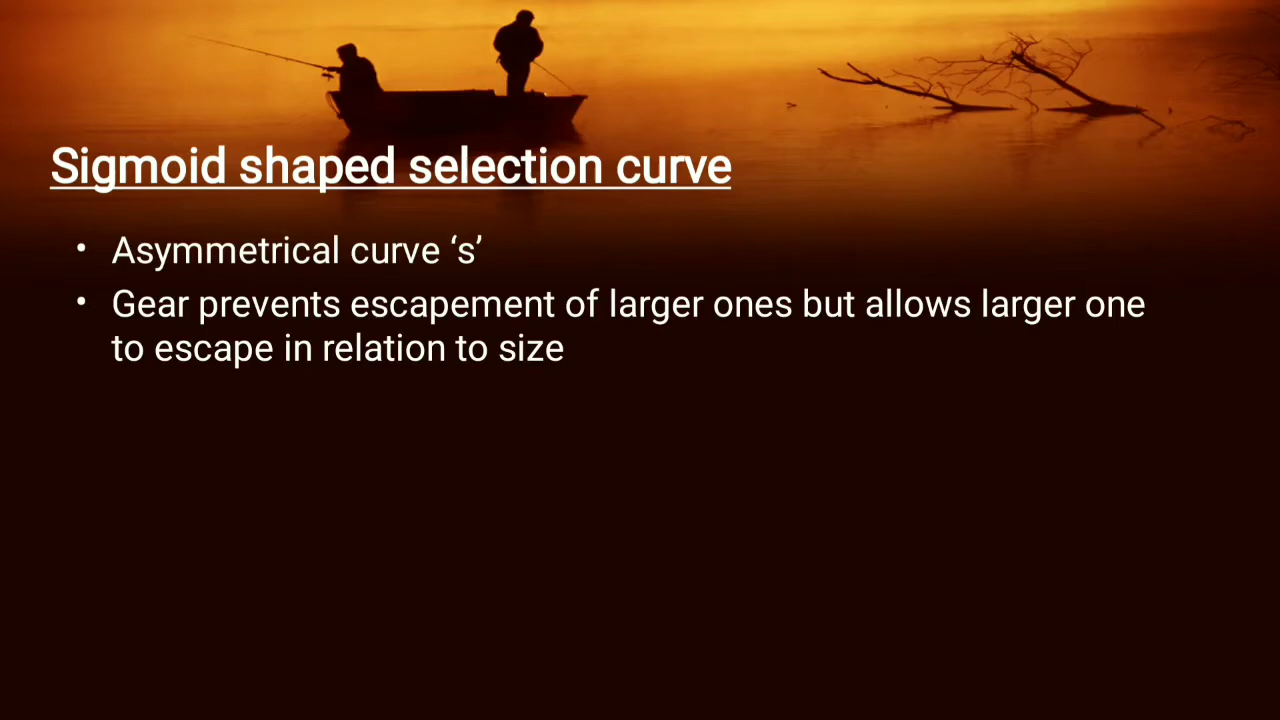 Sigmoid shaped selection curve
• Asymmetrical curve ‘s’
• Gear prevents escapement of larger ones but allows larger one
to escape in relation to size